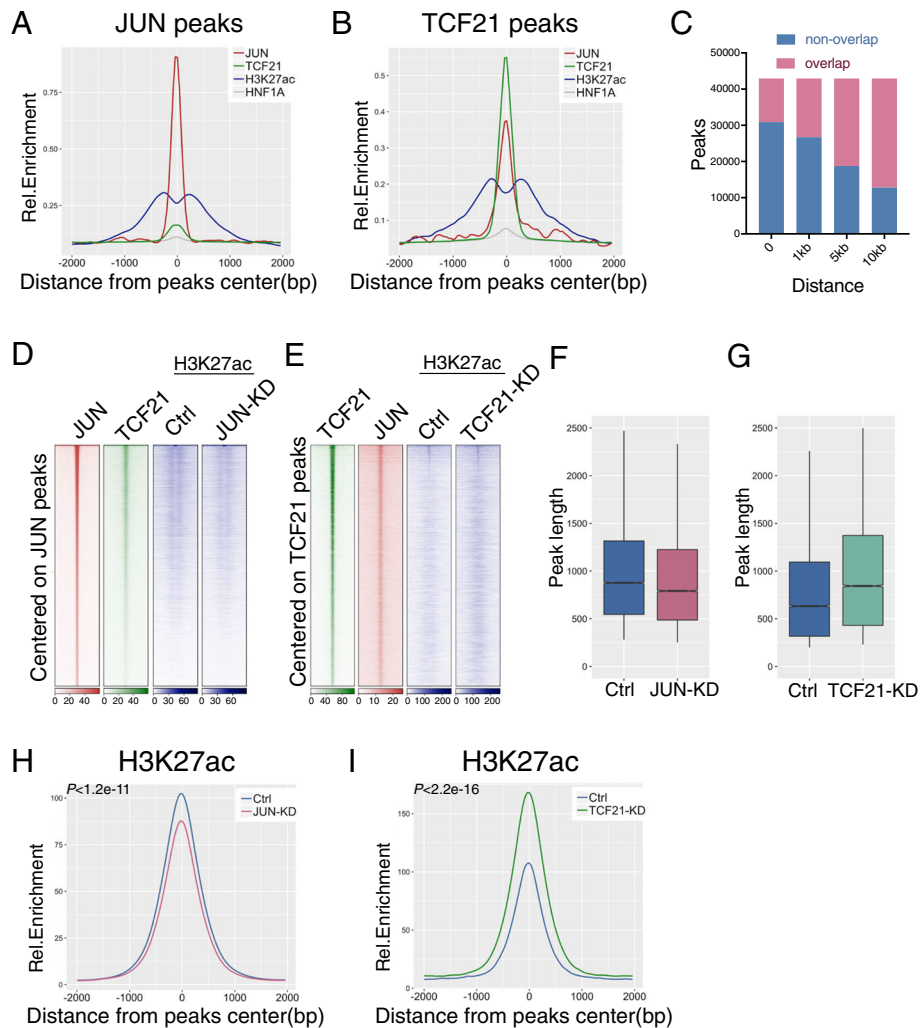 A
JUN peaks
Rel.Enrichment
0.75
0.50
0.25
JUN
TCF21
H3K27ac
HNF1A
-2000 -1000 0 1000 2000
Distance from peaks center(bp)
B
TCF21 peaks
Rel.Enrichment
0.5
0.4
0.3
0.2
0.1
JUN
TCF21
H3K27ac
HNF1A
-2000 -1000 0 1000 2000
Distance from peaks center(bp)
C
non-overlap
overlap
Peaks
50000
40000
30000
20000
10000
0
0 1kb 5kb 10kb
Distance
D
H3K27ac
JUN TCF21 Ctrl JUN-KD
Centered on JUN peaks
0 20 40
0 20 40
0 30 60
0 30 60
E
H3K27ac
TCF21 JUN Ctrl TCF21-KD
Centered on TCF21 peaks
0 40 80
0 10 20
0 100 200
0 100 200
F
Peak length
2500
2000
1500
1000
500
0
Ctrl JUN-KD
G
Peak length
2500
2000
1500
1000
500
0
Ctrl TCF21-KD
H
H3K27ac
P<1.2e-11
Rel.Enrichment
100
75
50
25
0
Ctrl
JUN-KD
-2000 -1000 0 1000 2000
Distance from peaks center(bp)
I
H3K27ac
P<2.2e-16
Rel.Enrichment
150
100
50
0
Ctrl
TCF21-KD
-2000 -1000 0 1000 2000
Distance from peaks center(bp)